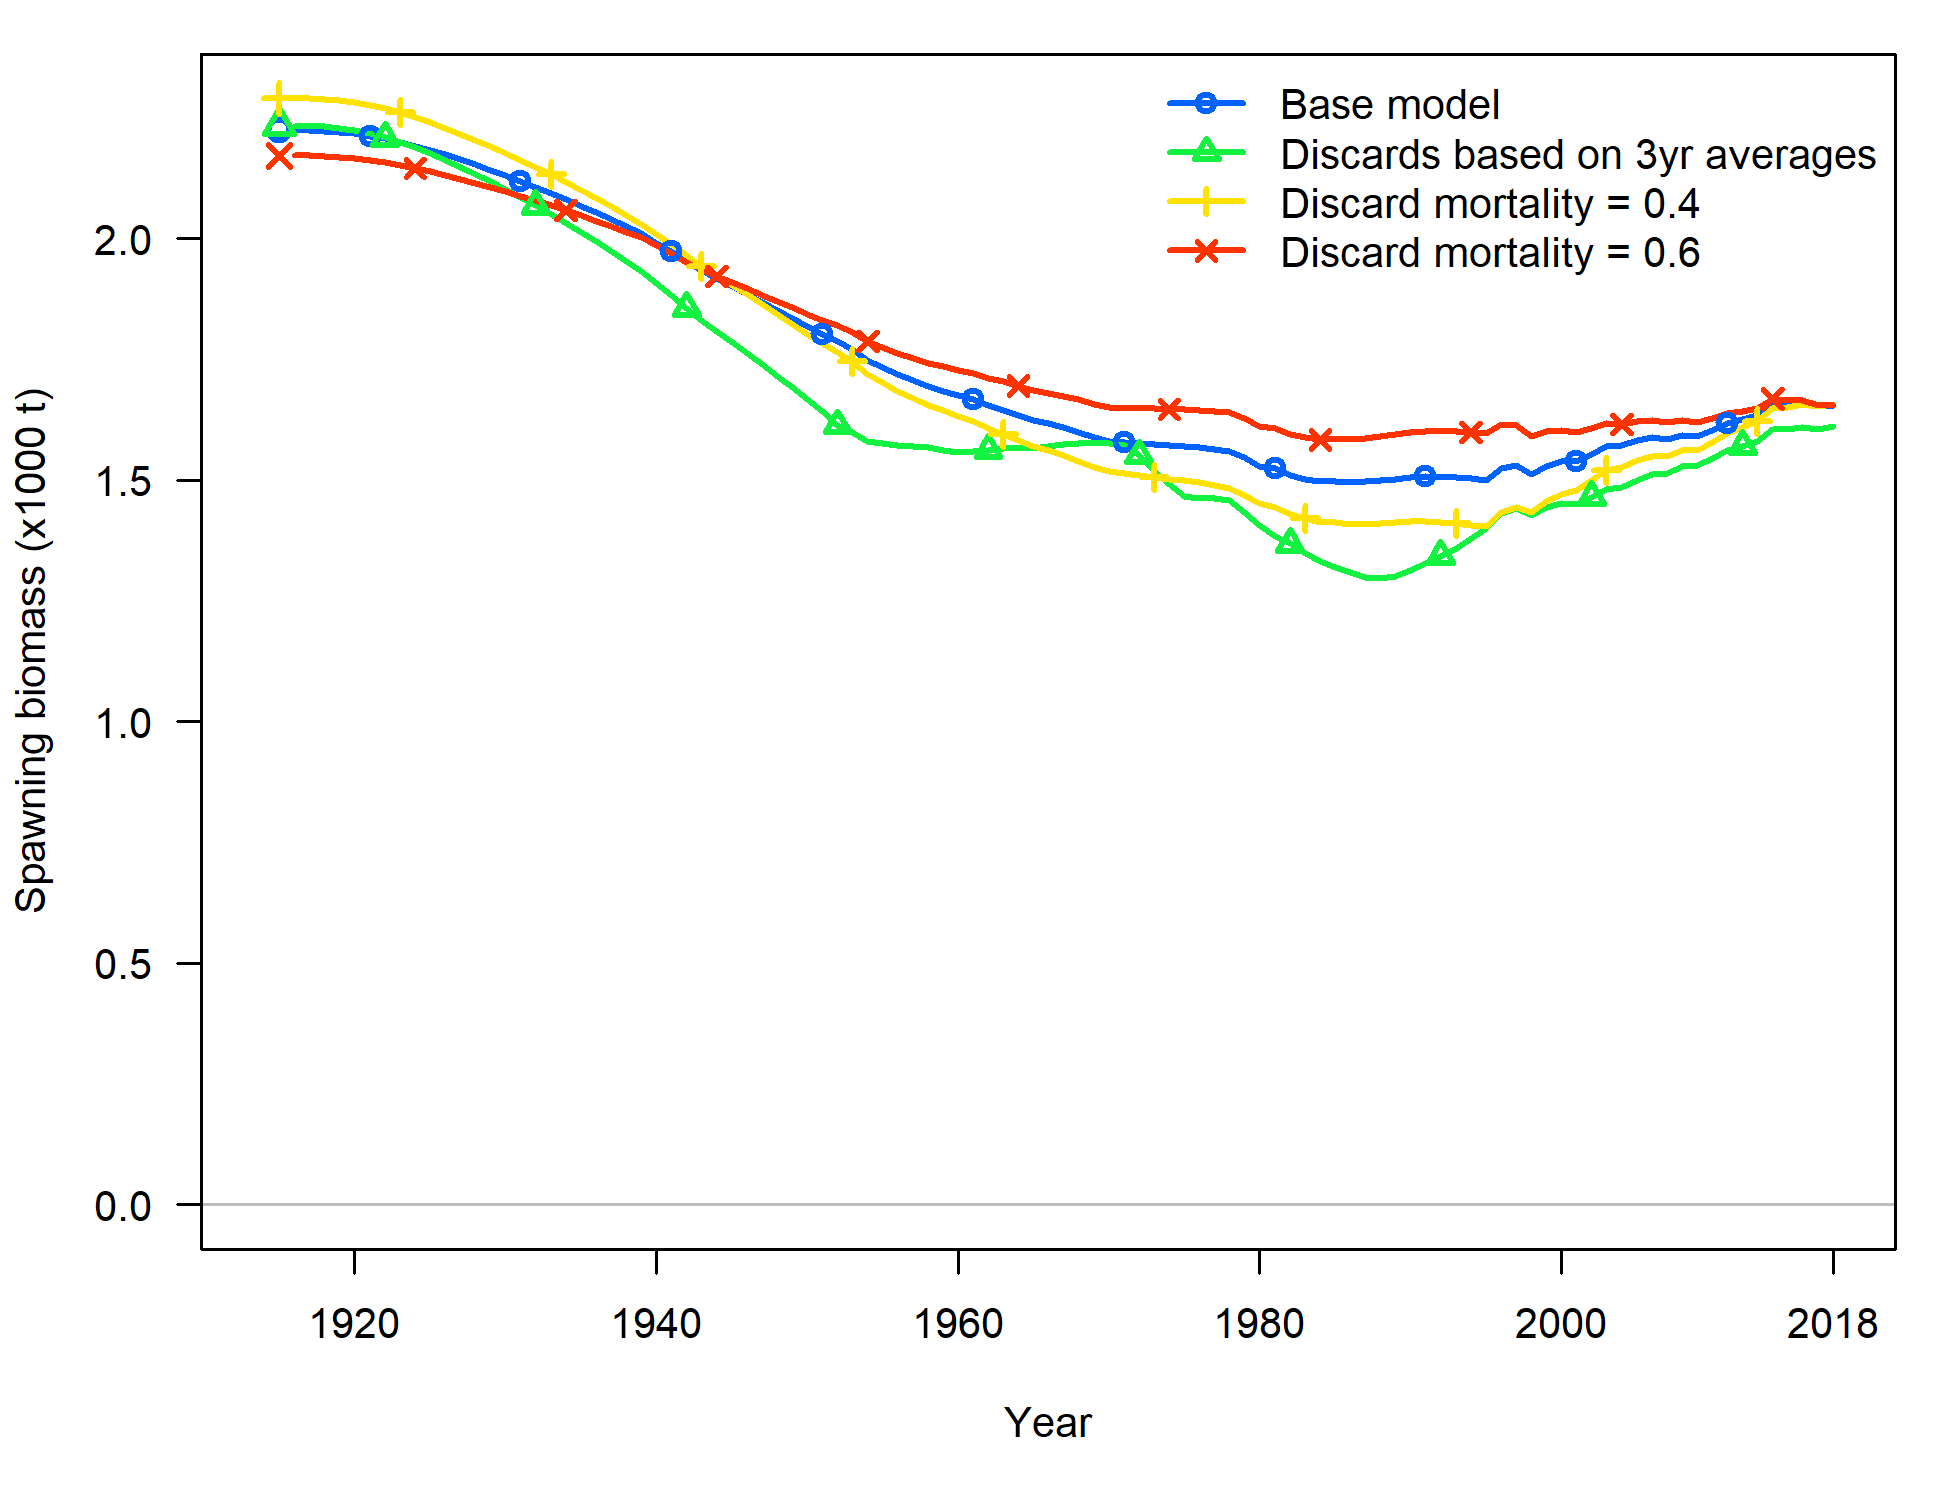 Base model
Discards based on 3yr averages
Discard mortality = 0.4
Discard mortality = 0.6
Spawning biomass (x1000 t)
2.0
1.5
1.0
0.5
0.0
1920 1940 1960 1980 2000 2018
Year